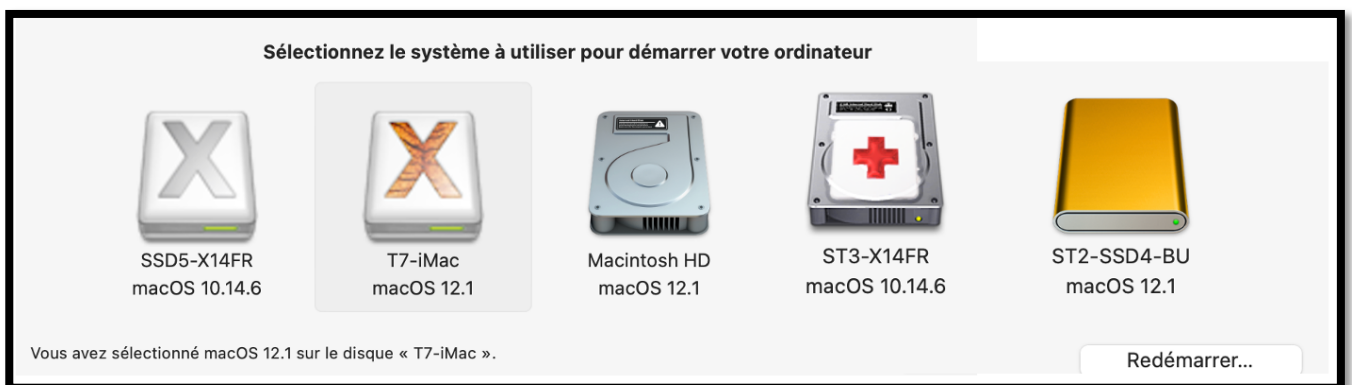 Sélectionnez le système à utiliser pour démarrer votre ordinateur
SSD5-X14FR
macOS 10.14.6
T7-iMac
macOS 12.1
Macintosh HD
macOS 12.1
ST3-X14FR
macOS 10.14.6
ST2-SSD4-BU
macOS 12.1
Vous avez sélectionné macOS 12.1 sur le disque « T7-iMac ».
Redémarrer...